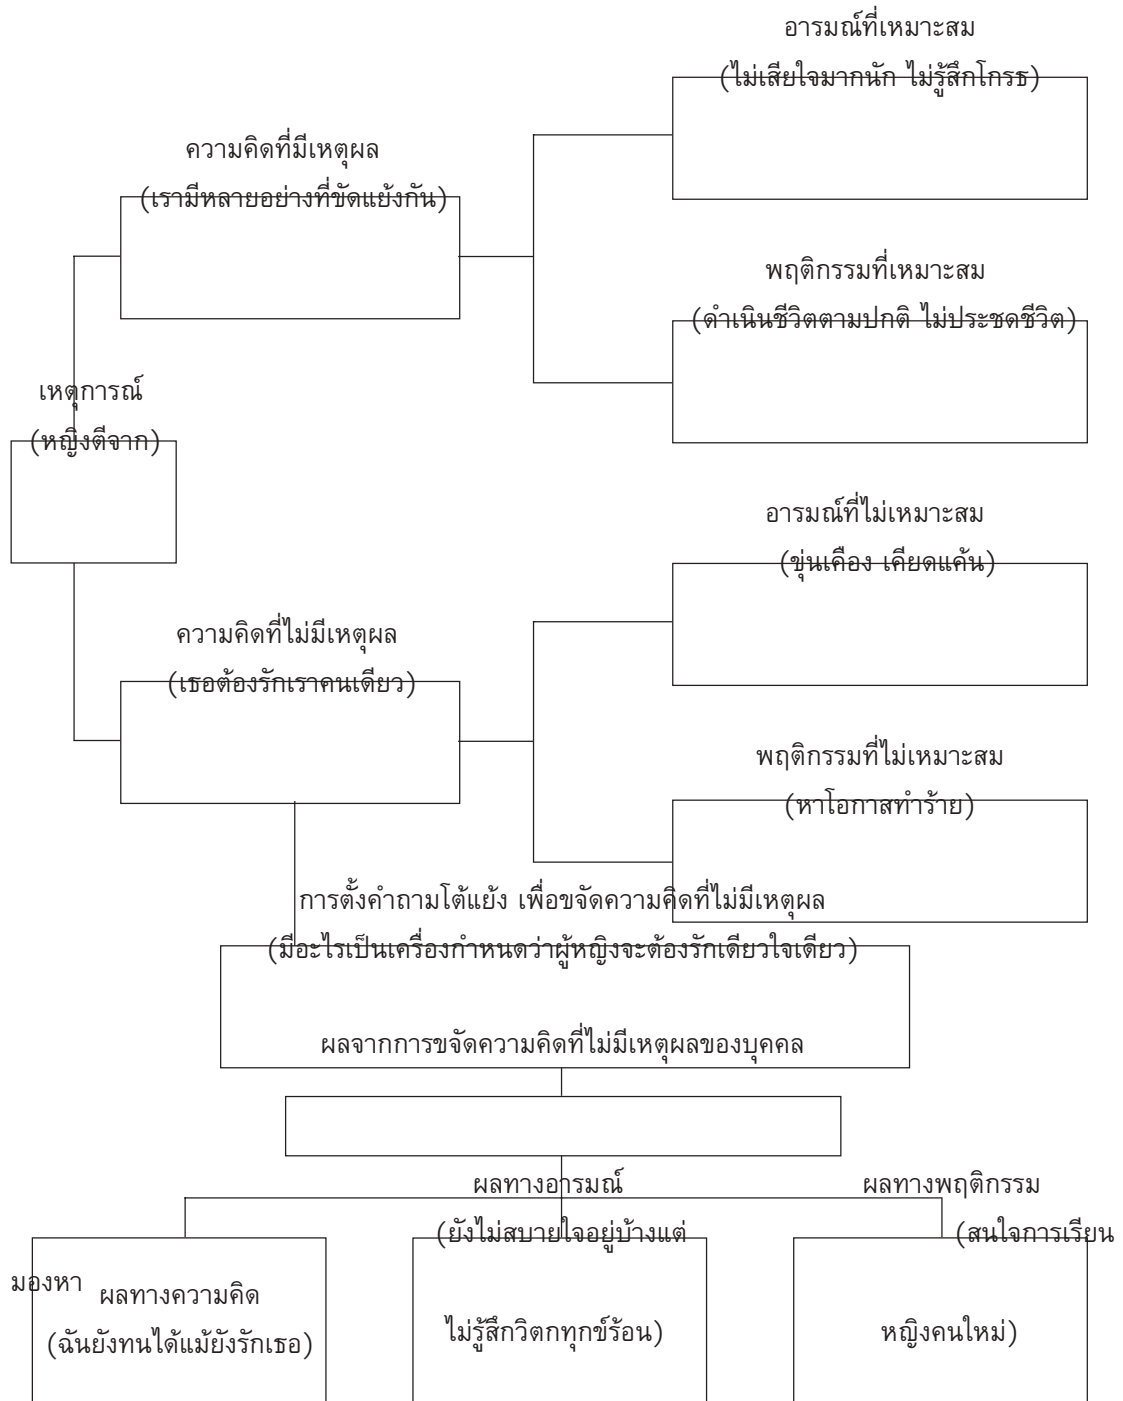 อารมณ์ที่เหมาะสม
(ไม่เสียใจมากนัก ไม่รู้สึกโกรธ)
ความคิดที่มีเหตุผล
(เรามีหลายอย่างที่ขัดแย้งกัน)
พฤติกรรมที่เหมาะสม
(ดำเนินชีวิตตามปกติ ไม่ประชดชีวิต)
เหตุการณ์
(หญิงตีจาก)
อารมณ์ที่ไม่เหมาะสม
(ขุ่นเคือง เคียดแค้น)
ความคิดที่ไม่มีเหตุผล
(เธอต้องรักเราคนเดียว)
พฤติกรรมที่ไม่เหมาะสม
(หาโอกาสทำร้าย)
การตั้งคำถามโต้แย้ง เพื่อขจัดความคิดที่ไม่มีเหตุผล
(มีอะไรเป็นเครื่องกำหนดว่าผู้หญิงจะต้องรักเดียวใจเดียว)
ผลจากการขจัดความคิดที่ไม่มีเหตุผลของบุคคล
ผลทางอารมณ์ ผลทางพฤติกรรม
(ยังไม่สบายใจอยู่บ้างแต่ (สนใจการเรียน
มองหา
ผลทางความคิด
(ฉันยังทนได้แม้ยังรักเธอ)
ไม่รู้สึกวิตกทุกข์ร้อน) หญิงคนใหม่)